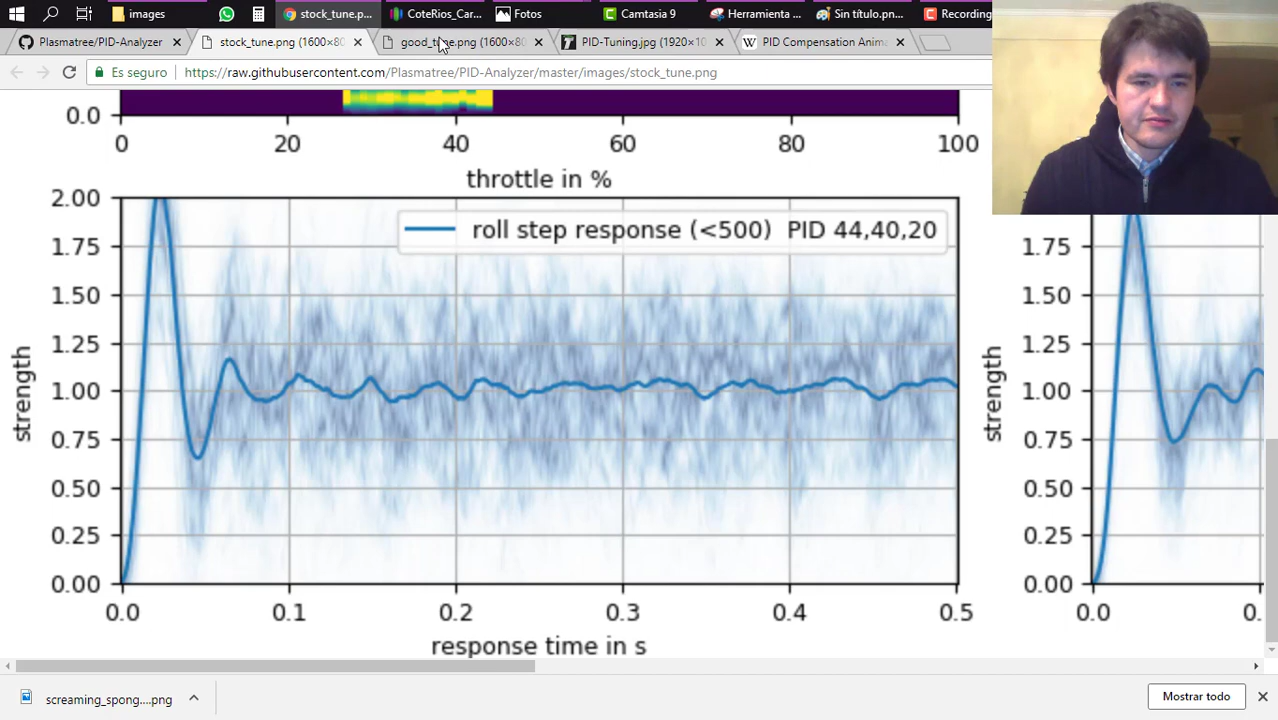 images
stock_tune.p...
CoteRios_Car...
Fotos
Camtasia 9
Herramienta ...
Sin título.pn...
Recording
Plasmatree/PID-Analyzer
stock_tune.png (1600×80
good_tune.png (1600×80
PID-Tuning.jpg (1920×10
PID Compensation Anim
Es seguro
https://raw.githubusercontent.com/Plasmatree/PID-Analyzer/master/images/stock_tune.png
0.0
0 20 40 60 80 100
throttle in %
2.00
roll step response (<500) PID 44,40,20
1.75
1.50
1.25
1.00
0.75
0.50
0.25
0.00
strength
0.0 0.1 0.2 0.3 0.4 0.5
response time in s
1.75
1.50
1.25
1.00
0.75
0.50
0.25
0.00
strength
0.0 0.
screaming_spong....png
Mostrar todo